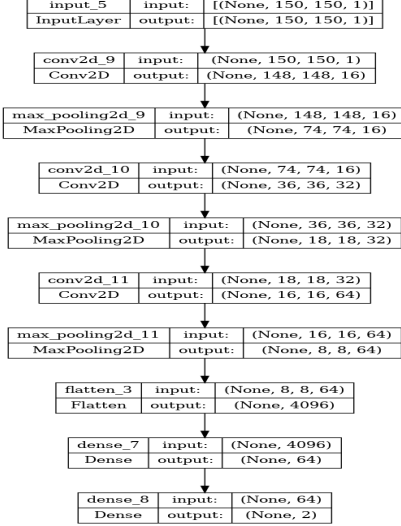 input_5 input: [(None, 150, 150, 1)]
InputLayer output: [(None, 150, 150, 1)]
conv2d_9 input: (None, 150, 150, 1)
Conv2D output: (None, 148, 148, 16)
max_pooling2d_9 input: (None, 148, 148, 16)
MaxPooling2D output: (None, 74, 74, 16)
conv2d_10 input: (None, 74, 74, 16)
Conv2D output: (None, 36, 36, 32)
max_pooling2d_10 input: (None, 36, 36, 32)
MaxPooling2D output: (None, 18, 18, 32)
conv2d_11 input: (None, 18, 18, 32)
Conv2D output: (None, 16, 16, 64)
max_pooling2d_11 input: (None, 16, 16, 64)
MaxPooling2D output: (None, 8, 8, 64)
flatten_3 input: (None, 8, 8, 64)
Flatten output: (None, 4096)
dense_7 input: (None, 4096)
Dense output: (None, 64)
dense_8 input: (None, 64)
Dense output: (None, 2)